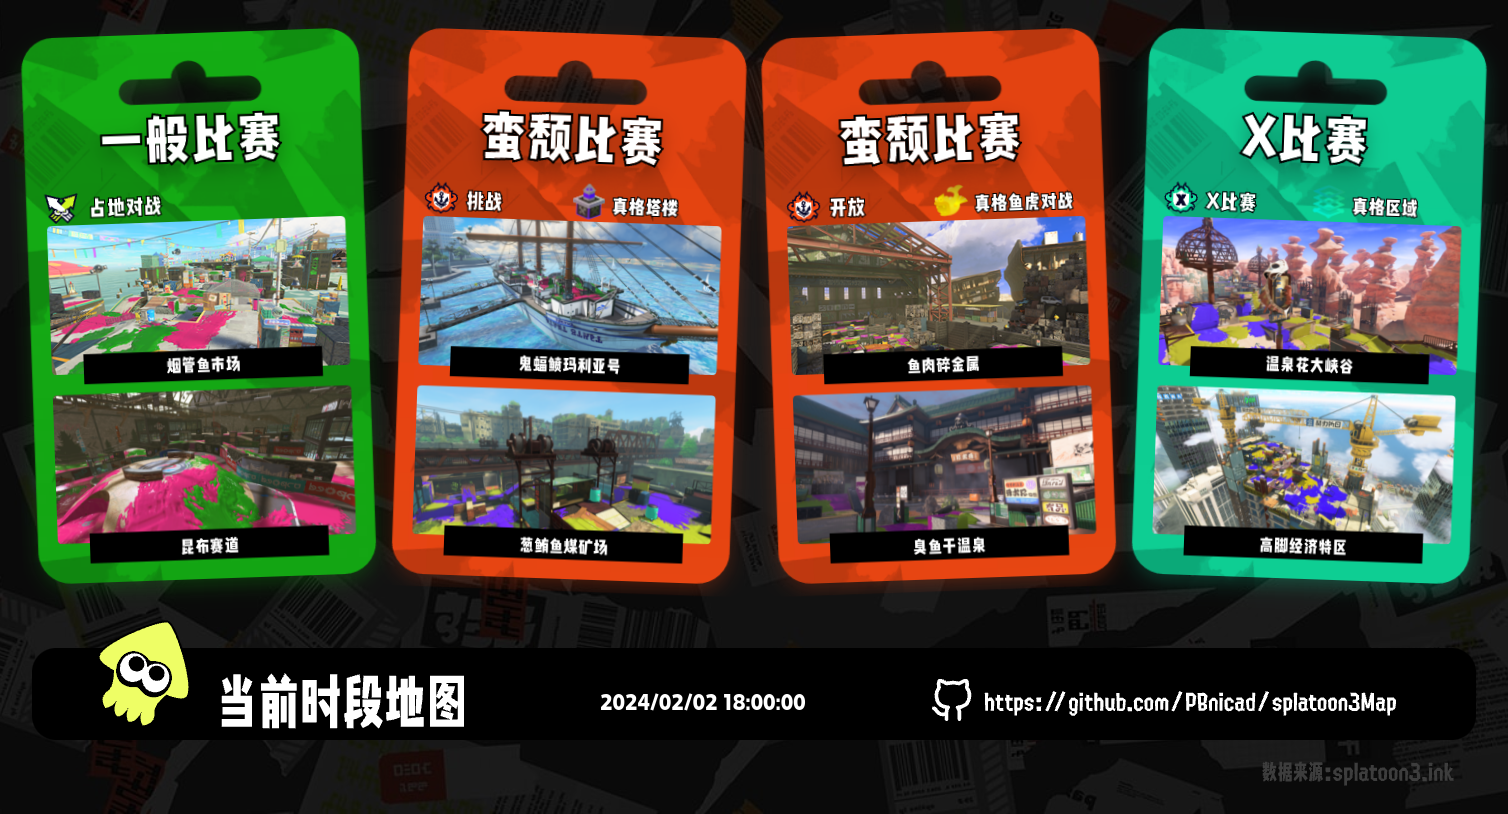 一般比赛
占地对战
烟管鱼市场
昆布赛道
蛮颓比赛
挑战
真格塔楼
鬼蝠鲼玛利亚号
葱鲔鱼煤矿场
蛮颓比赛
开放
真格鱼虎对战
鱼肉碎金属
臭鱼干温泉
X比赛
X比赛
真格区域
温泉花大峡谷
高脚经济特区
当前时段地图
2024/02/02 18:00:00
https://github.com/PBnicad/splatoon3Map
数据来源:splatoon3.ink